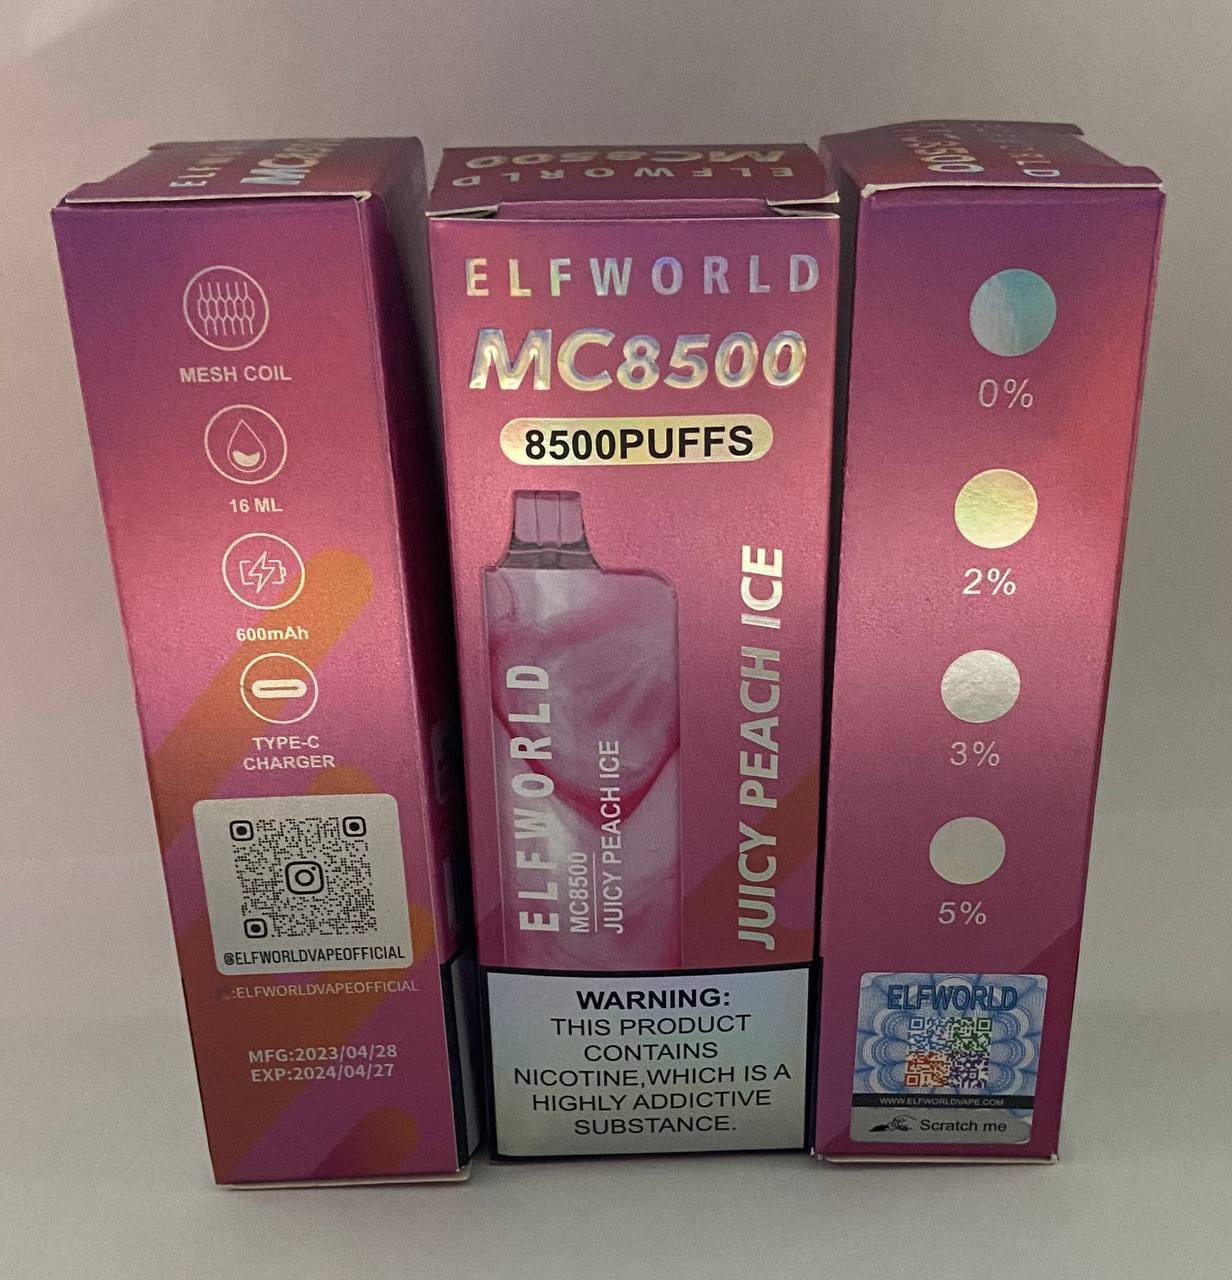 ELFWORLD
MC8500
MESH COIL
16 ML
600mAh
TYPE-C
CHARGER
@ELFWORLDVAPEOFFICIAL
:ELFWORLDVAPEOFFICIAL
MFG:2023/04/28
EXP:2024/04/27
MC8500
ELFWORLD
ELFWORLD
MC8500
8500PUFFS
ELFWORLD
MC8500
JUICY PEACH ICE
JUICY PEACH ICE
WARNING:
THIS PRODUCT
CONTAINS
NICOTINE,WHICH IS A
HIGHLY ADDICTIVE
SUBSTANCE.
MC8500
ELFWORLD
0%
2%
3%
5%
ELFWORLD
WWW.ELFWORLDVAPE.COM
Scratch me